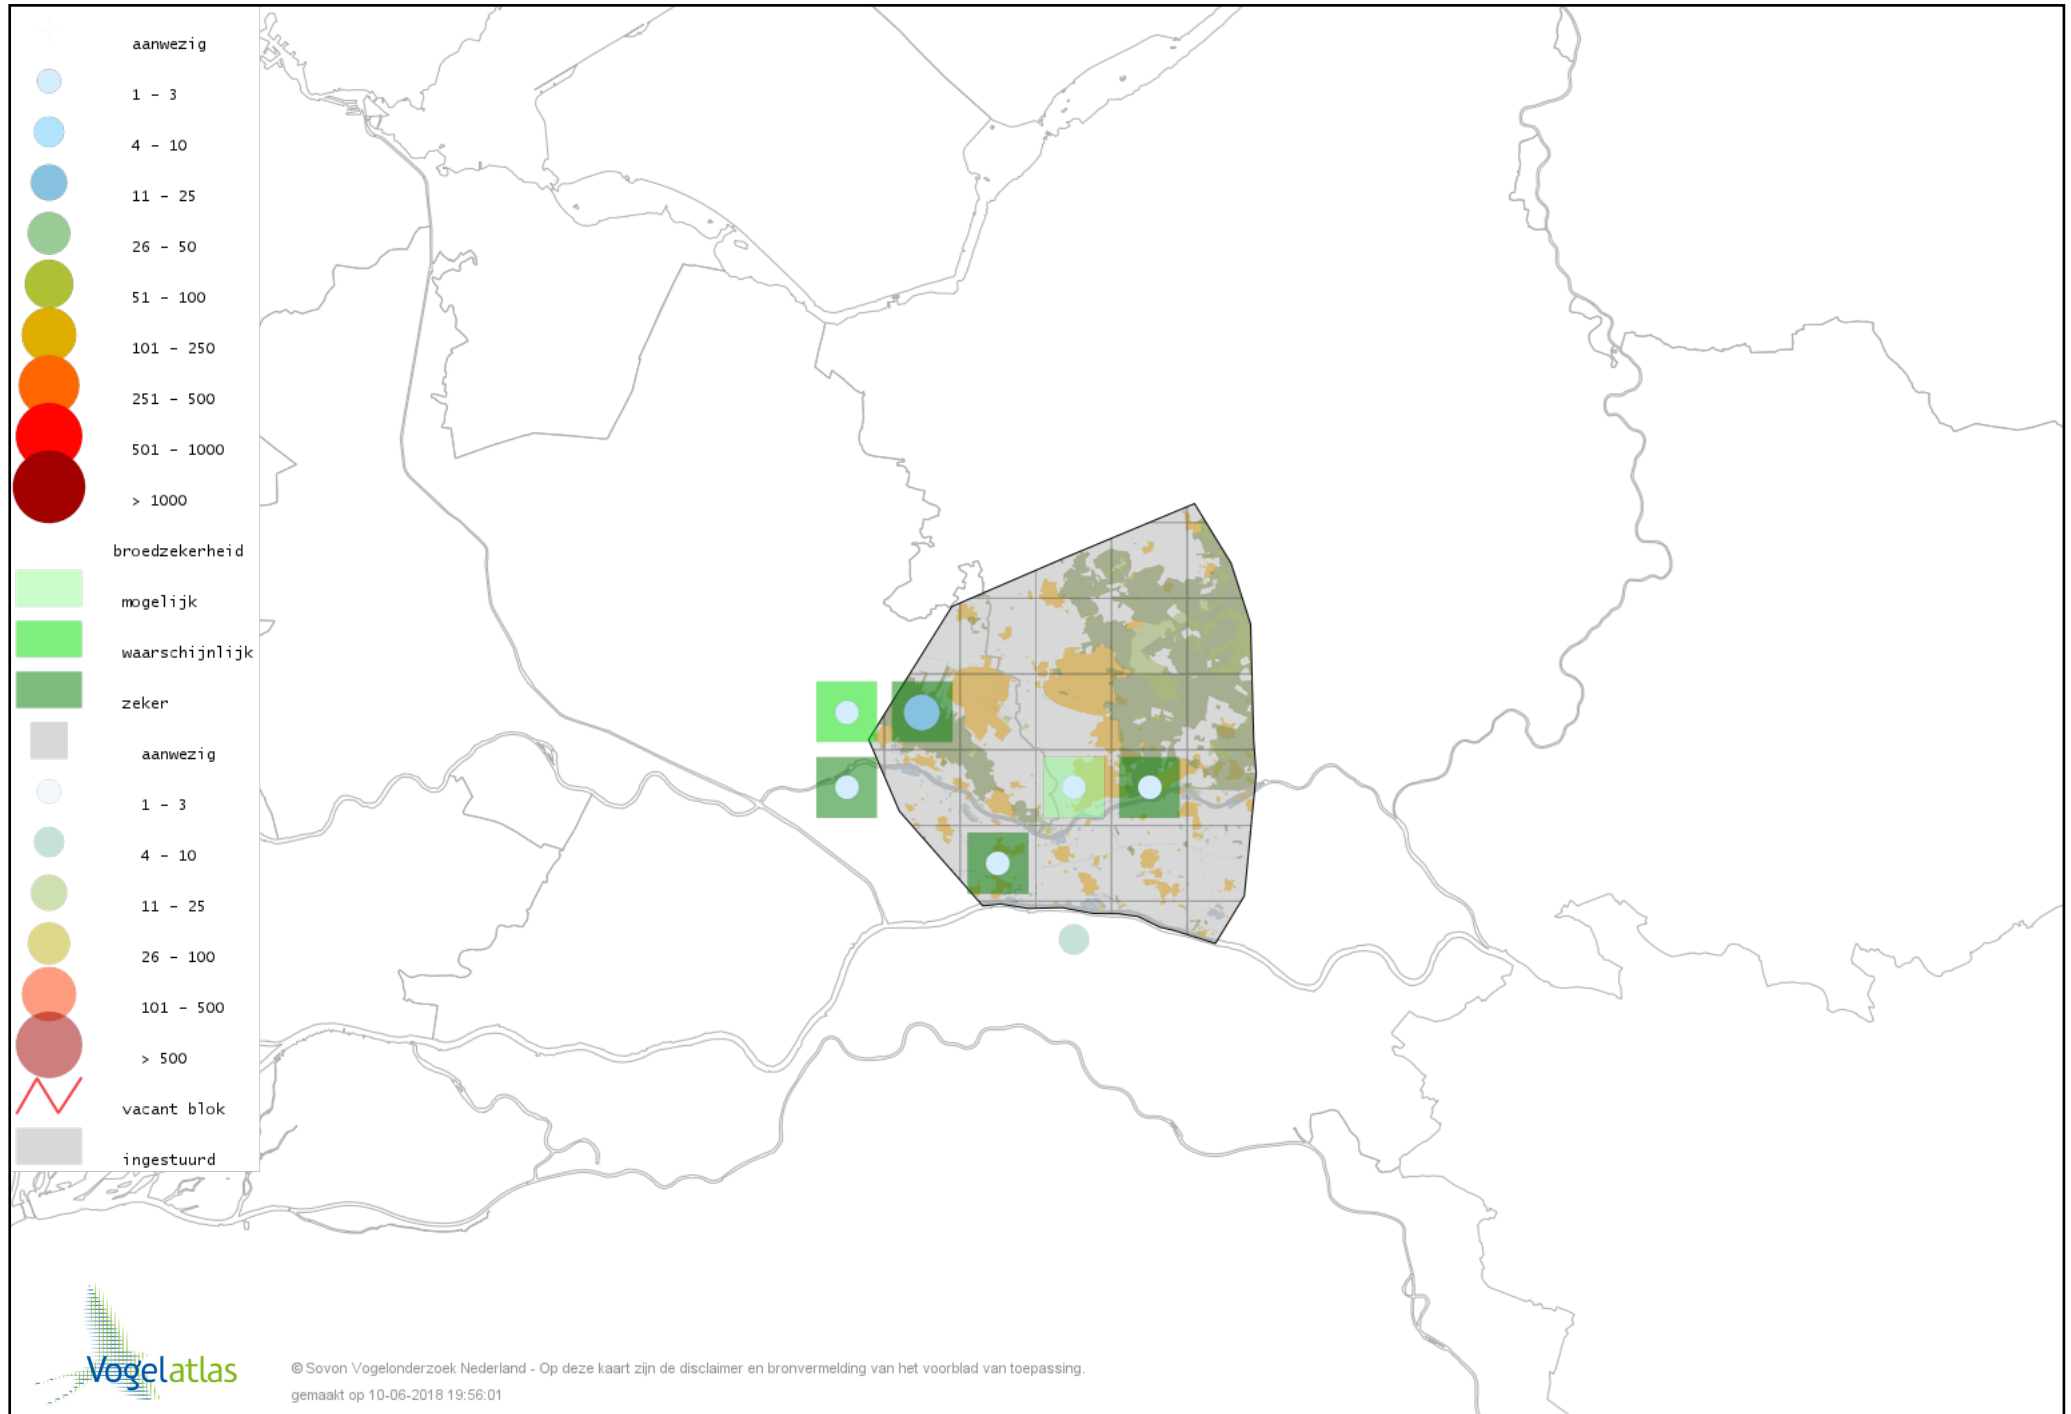 aanwezig
1 - 3
4 - 10
11 - 25
26 - 50
51 - 100
101 - 250
251 - 500
501 - 1000
> 1000
broedzekerheid
mogelijk
waarschijnlijk
zeker
aanwezig
1 - 3
4 - 10
11 - 25
26 - 100
101 - 500
> 500
vacant blok
ingestuurd
Vogelatlas
© Sovon Vogelonderzoek Nederland - Op deze kaart zijn de disclaimer en bronvermelding van het voorblad van toepassing.
gemaakt op 10-06-2018 19:56:01